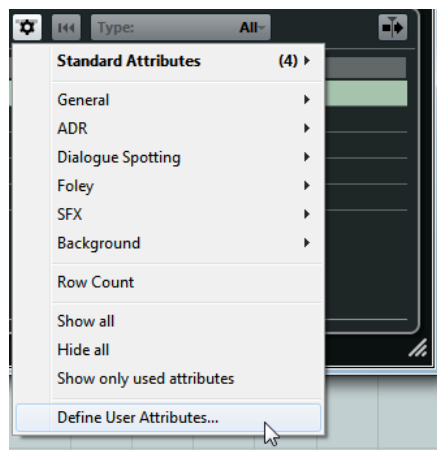 Type: All
Standard Attributes (4)
General
ADR
Dialogue Spotting
Foley
SFX
Background
Row Count
Show all
Hide all
Show only used attributes
Define User Attributes...